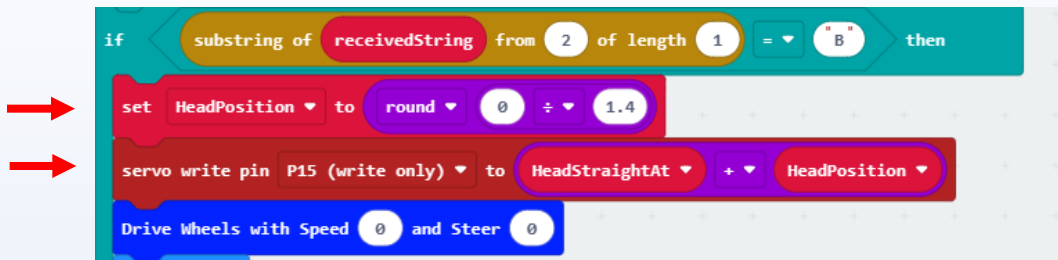 if substring of receivedString from 2 of length 1 = "B" then
set HeadPosition to round 0 ÷ 1.4
servo write pin P15 (write only) to HeadStraightAt + HeadPosition
Drive Wheels with Speed 0 and Steer 0